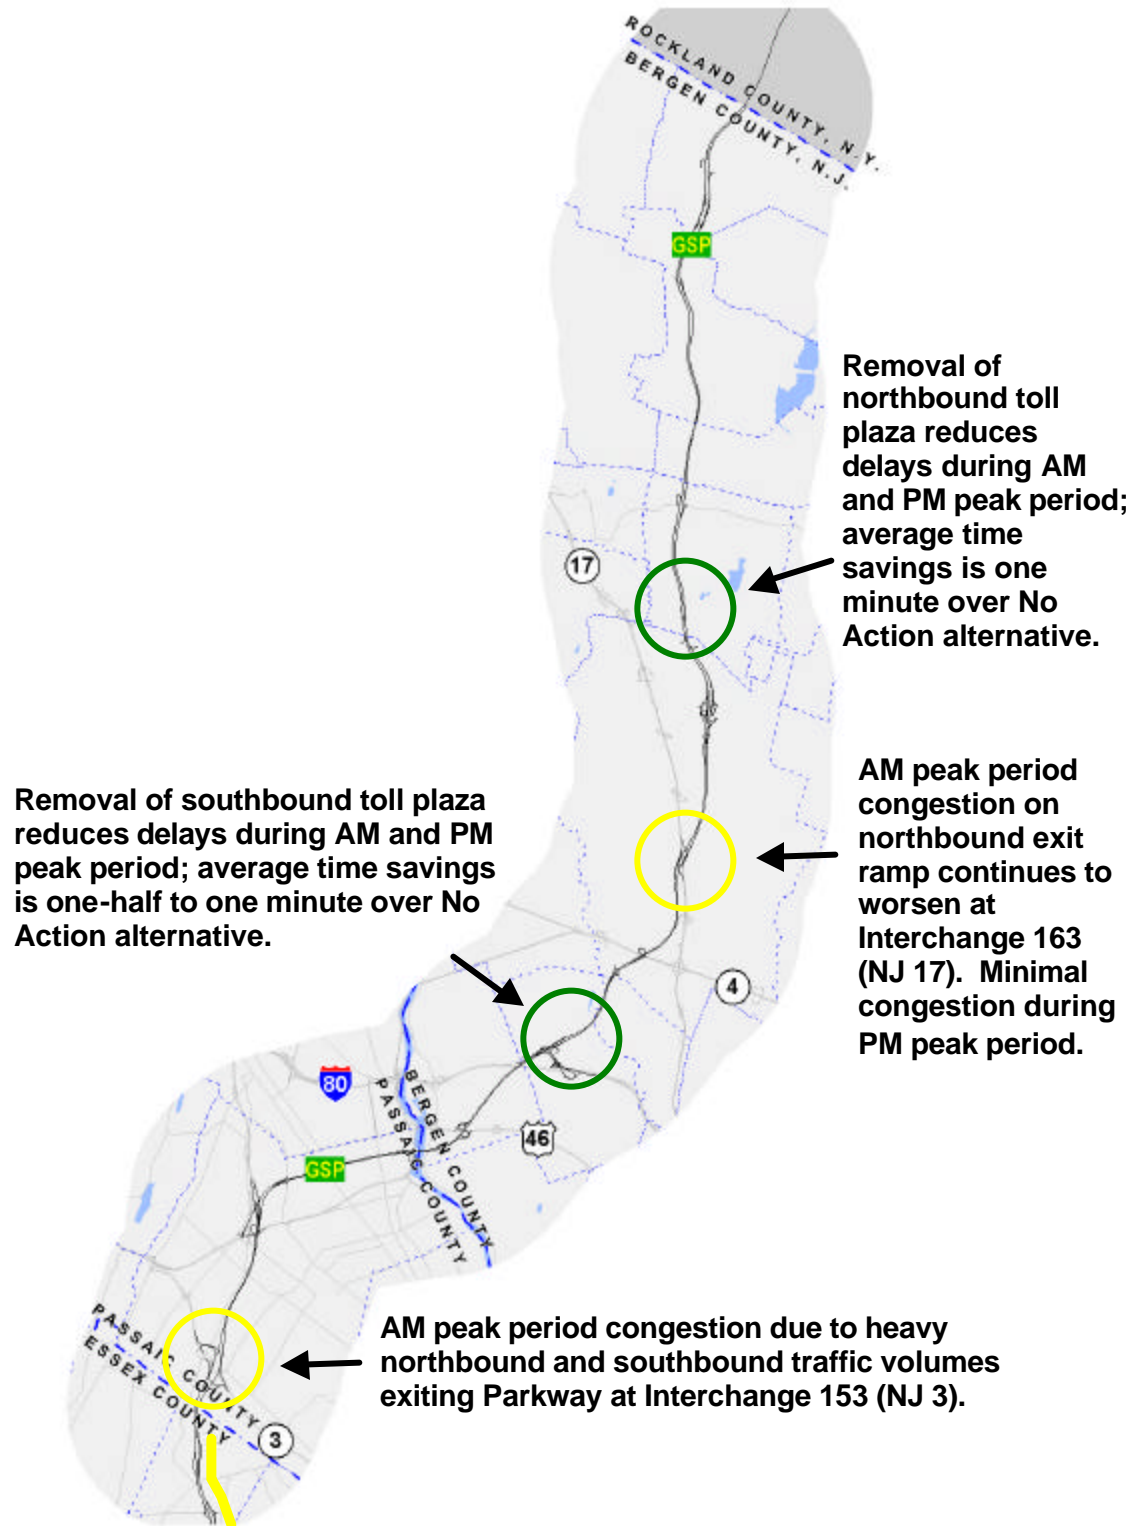 ROCKLAND COUNTY, N.Y.
BERGEN COUNTY, N.J.
GSP
Removal of
northbound toll
plaza reduces
delays during AM
and PM peak period;
average time
savings is one
minute over No
Action alternative.
17
AM peak period
congestion on
northbound exit
ramp continues to
worsen at
Interchange 163
(NJ 17). Minimal
congestion during
PM peak period.
Removal of southbound toll plaza
reduces delays during AM and PM
peak period; average time savings
is one-half to one minute over No
Action alternative.
4
80
BERGEN COUNTY
PASSAIC COUNTY
46
GSP
AM peak period congestion due to heavy
northbound and southbound traffic volumes
exiting Parkway at Interchange 153 (NJ 3).
PASSAIC COUNTY
ESSEX COUNTY
3